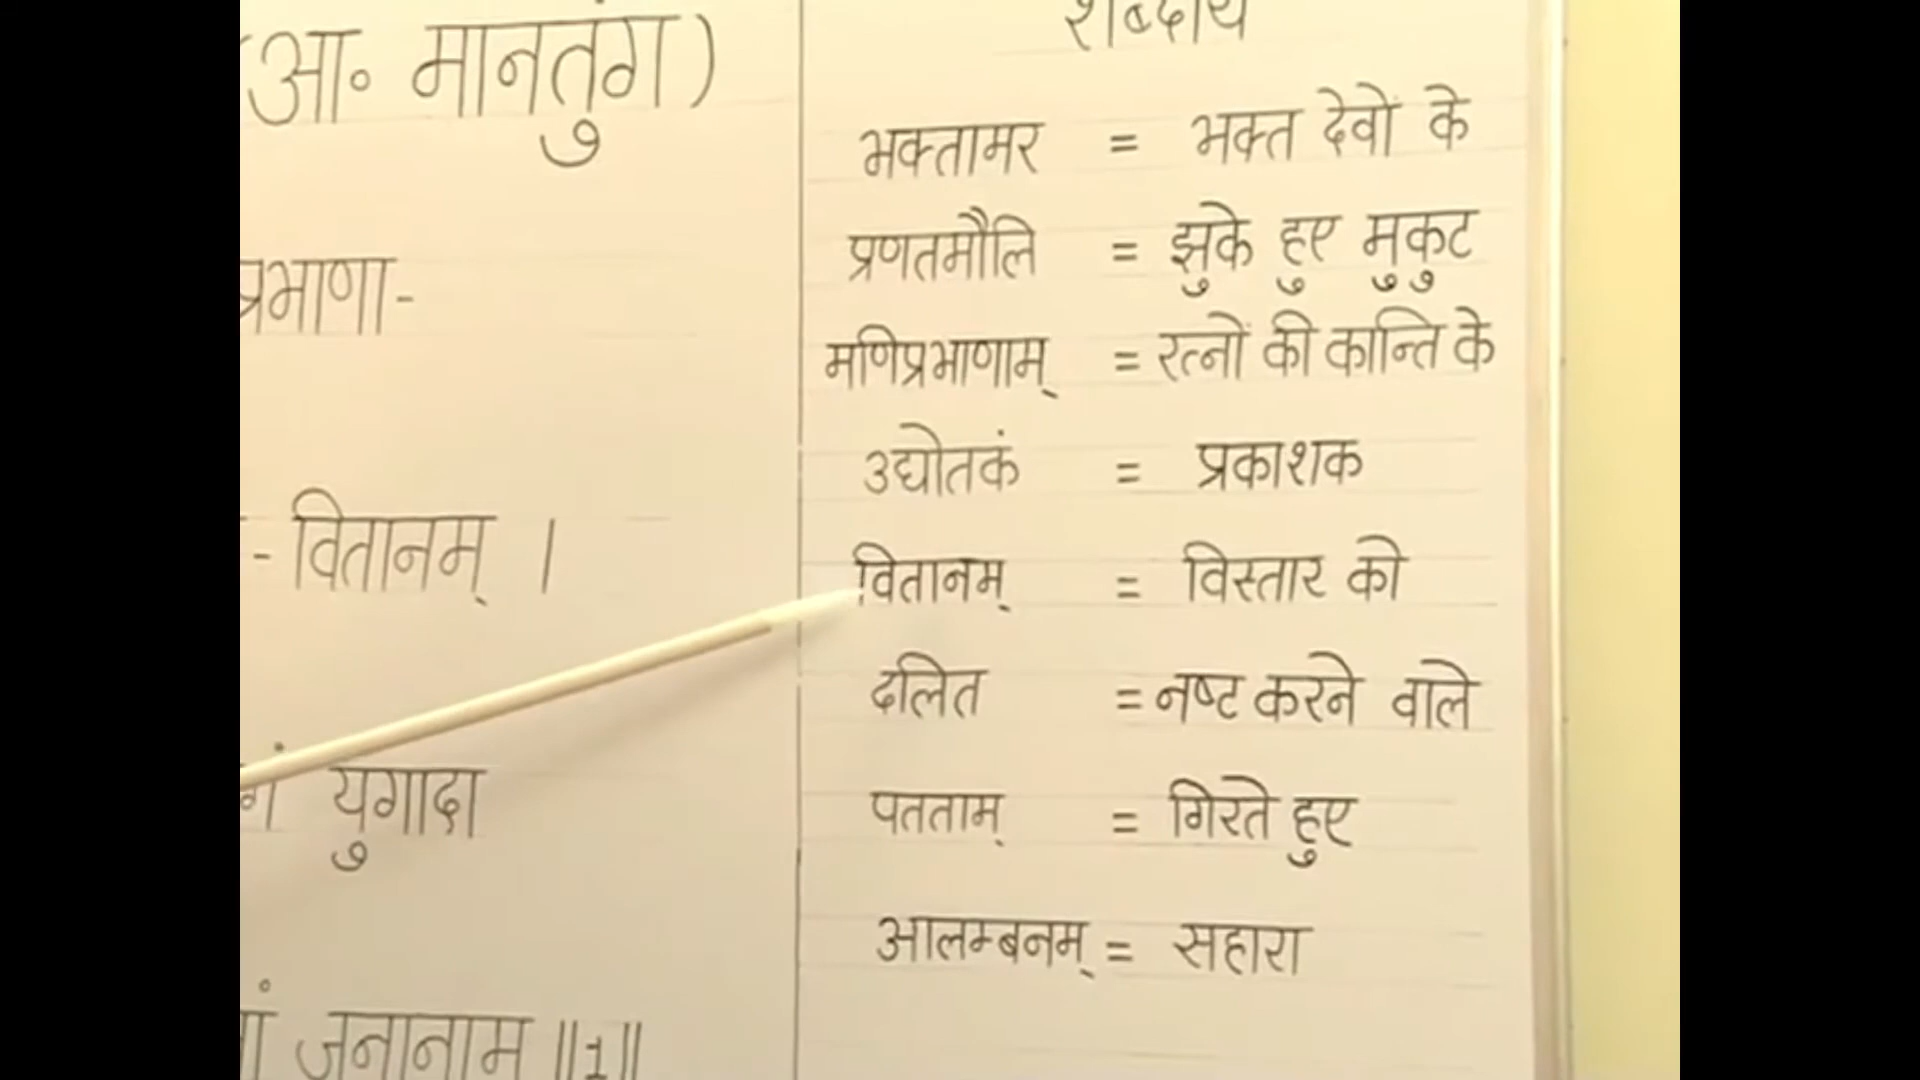 (आ॰ मानतुंग)
प्रभाणा-
- वितानम् ।
युगादा
जनानाम ॥1॥
शब्दार्थ
भक्तामर = भक्त देवों के
प्रणतमौलि = झुके हुए मुकुट
मणिप्रभाणाम् = रत्नों की कान्ति के
उद्योतकं = प्रकाशक
वितानम् = विस्तार को
दलित = नष्ट करने वाले
पतताम् = गिरते हुए
आलम्बनम् = सहारा